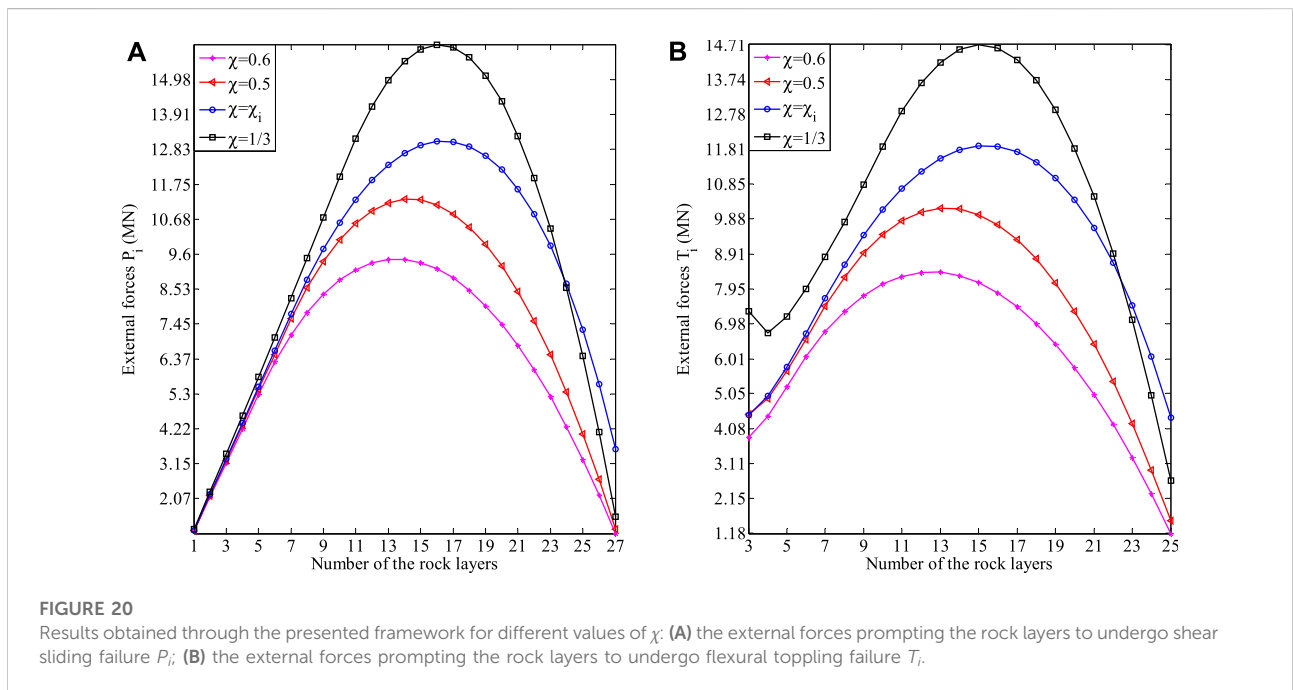 A
χ=0.6
χ=0.5
χ=χi
χ=1/3
14.98
13.91
12.83
11.75
10.68
9.6
8.53
7.45
6.37
5.3
4.22
3.15
2.07
External forces Pi (MN)
1 3 5 7 9 11 13 15 17 19 21 23 25 27
Number of the rock layers
B
χ=0.6
χ=0.5
χ=χi
χ=1/3
14.71
13.74
12.78
11.81
10.85
9.88
8.91
7.95
6.98
6.01
5.05
4.08
3.11
2.15
1.18
External forces Ti (MN)
3 5 7 9 11 13 15 17 19 21 23 25
Number of the rock layers
FIGURE 20
Results obtained through the presented framework for different values of χ: (A) the external forces prompting the rock layers to undergo shear
sliding failure Pi; (B) the external forces prompting the rock layers to undergo flexural toppling failure Ti.